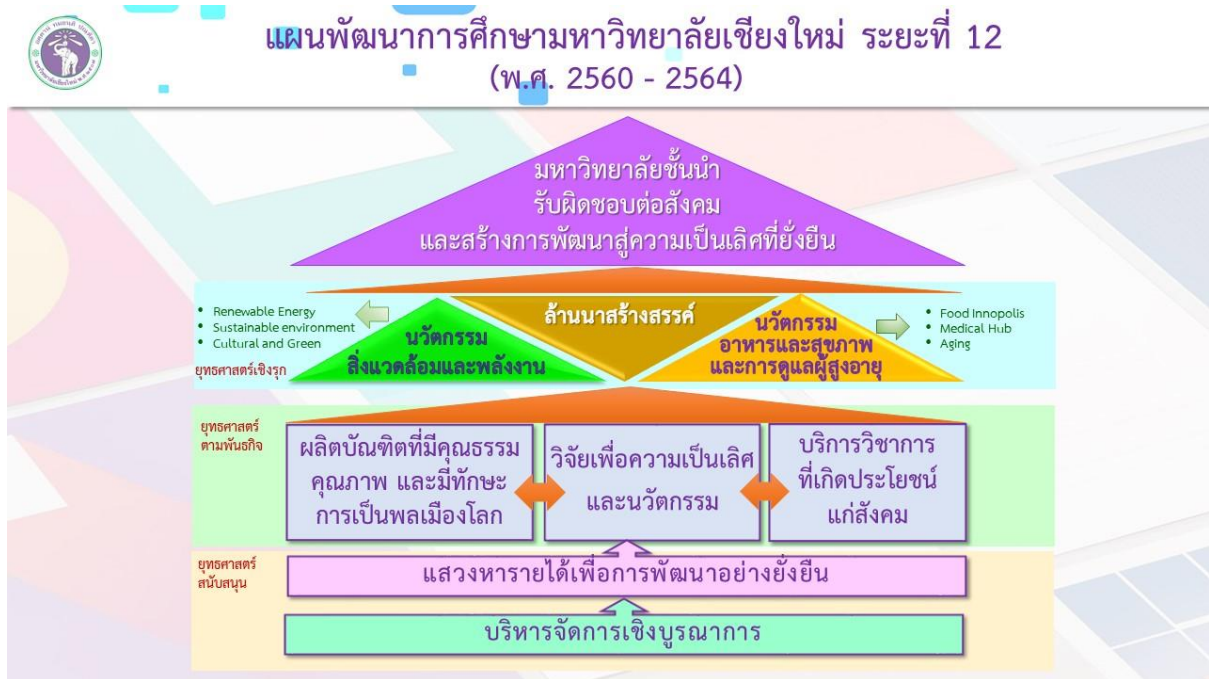 แผนพัฒนาการศึกษามหาวิทยาลัยเชียงใหม่ ระยะที่ 12
(พ.ศ. 2560 - 2564)
มหาวิทยาลัยชั้นนำ
รับผิดชอบต่อสังคม
และสร้างการพัฒนาสู่ความเป็นเลิศที่ยั่งยืน
• Renewable Energy
• Sustainable environment
• Cultural and Green
ยุทธศาสตร์เชิงรุก
นวัตกรรม
สิ่งแวดล้อมและพลังงาน
ล้านนาสร้างสรรค์
นวัตกรรม
อาหารและสุขภาพ
และการดูแลผู้สูงอายุ
• Food Innopolis
• Medical Hub
• Aging
ยุทธศาสตร์
ตามพันธกิจ
ผลิตบัณฑิตที่มีคุณธรรม
คุณภาพ และมีทักษะ
การเป็นพลเมืองโลก
วิจัยเพื่อความเป็นเลิศ
และนวัตกรรม
บริการวิชาการ
ที่เกิดประโยชน์
แก่สังคม
ยุทธศาสตร์
สนับสนุน
แสวงหารายได้เพื่อการพัฒนาอย่างยั่งยืน
บริหารจัดการเชิงบูรณาการ